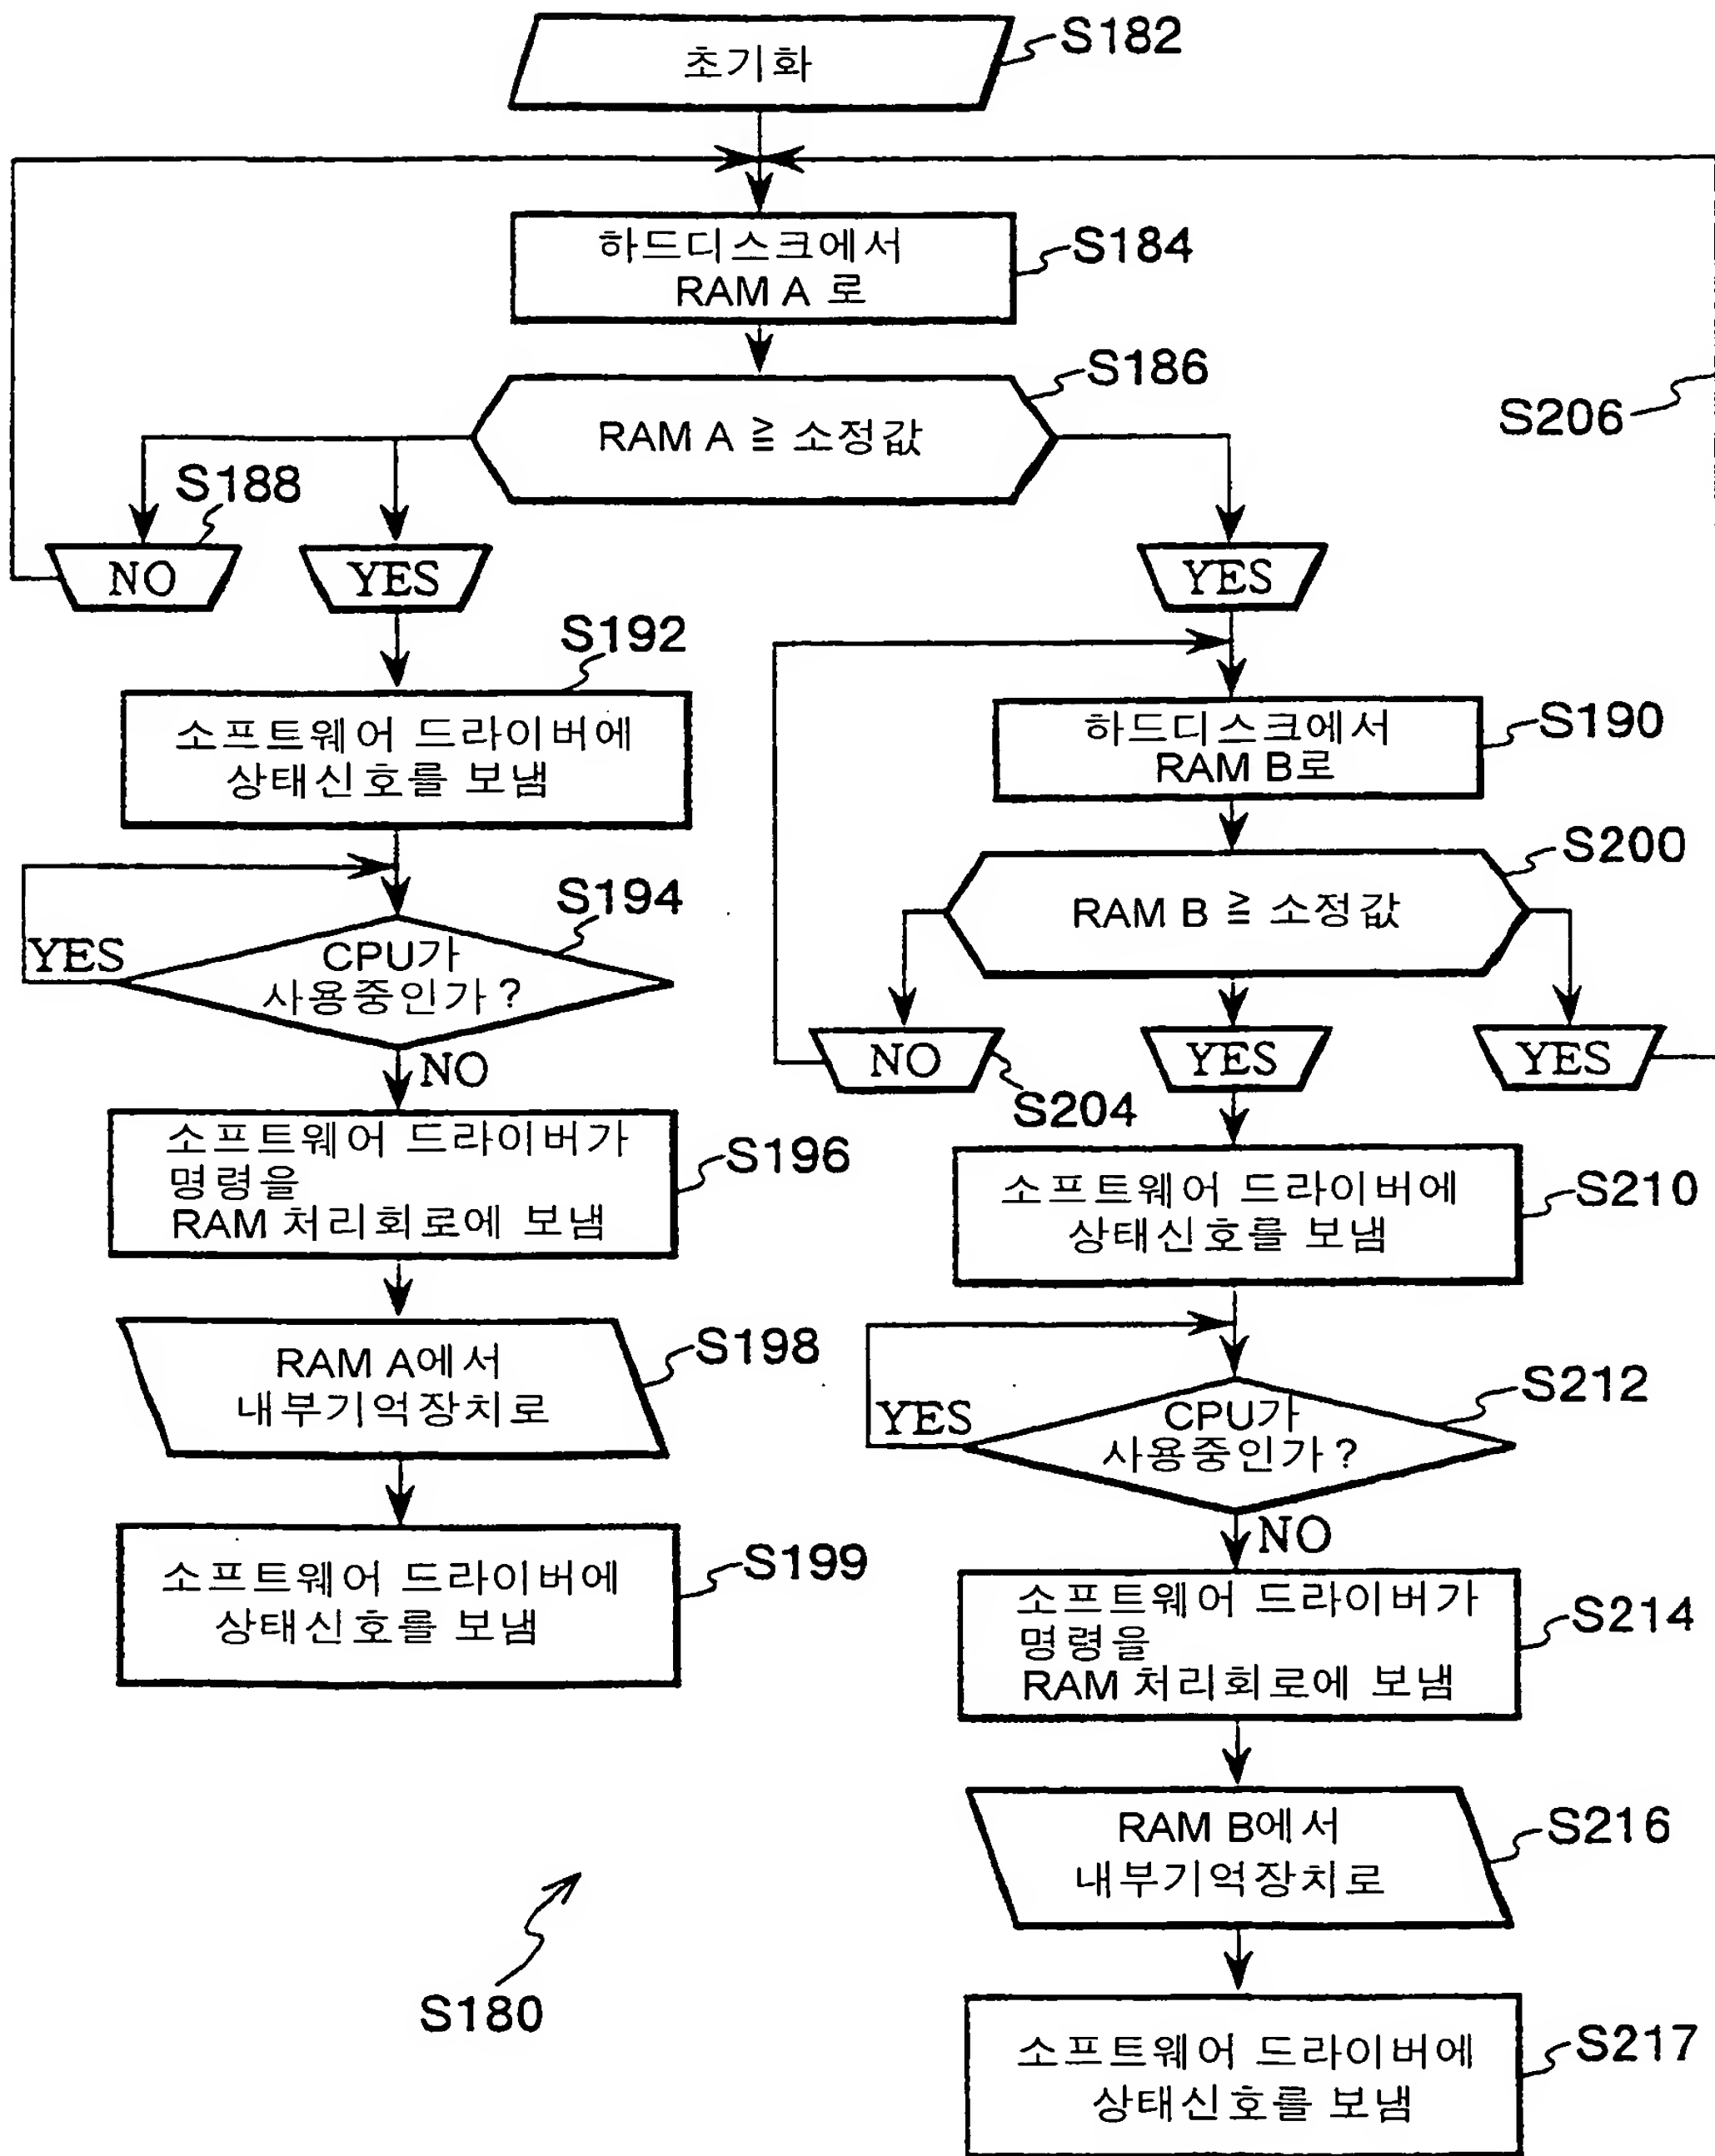 초기화
S182
하드디스크에서
RAM A 로
S184
RAM A ≧ 소정값
S186
S206
S188
NO
YES
YES
S192
소프트웨어 드라이버에
상태신호를 보냄
하드디스크에서
RAM B로
S190
S194
YES
CPU가
사용중인가?
NO
RAM B ≧ 소정값
S200
NO
YES
YES
S204
소프트웨어 드라이버가
명령을
RAM 처리회로에 보냄
S196
소프트웨어 드라이버에
상태신호를 보냄
S210
RAM A에서
내부기억장치로
S198
YES
CPU가
사용중인가?
S212
NO
소프트웨어 드라이버에
상태신호를 보냄
S199
소프트웨어 드라이버가
명령을
RAM 처리회로에 보냄
S214
RAM B에서
내부기억장치로
S216
S180
소프트웨어 드라이버에
상태신호를 보냄
S217